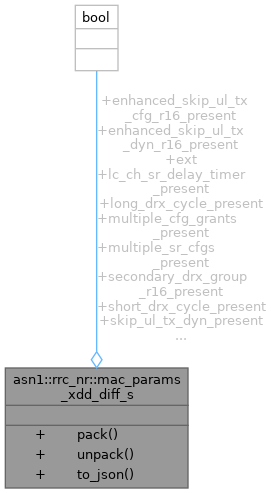 bool
+enhanced_skip_ul_tx
_cfg_r16_present
+enhanced_skip_ul_tx
_dyn_r16_present
+ext
+lc_ch_sr_delay_timer
_present
+long_drx_cycle_present
+multiple_cfg_grants
_present
+multiple_sr_cfgs
_present
+secondary_drx_group
_r16_present
+short_drx_cycle_present
+skip_ul_tx_dyn_present
...
asn1::rrc_nr::mac_params
_xdd_diff_s
+ pack()
+ unpack()
+ to_json()